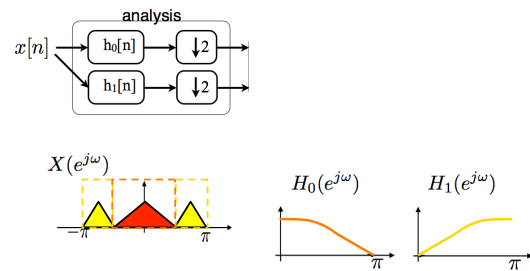 analysis
x[n]
h₀[n]
↓2
h₁[n]
↓2
X(e^{jω})
H₀(e^{jω})
H₁(e^{jω})
−π
π
π
π